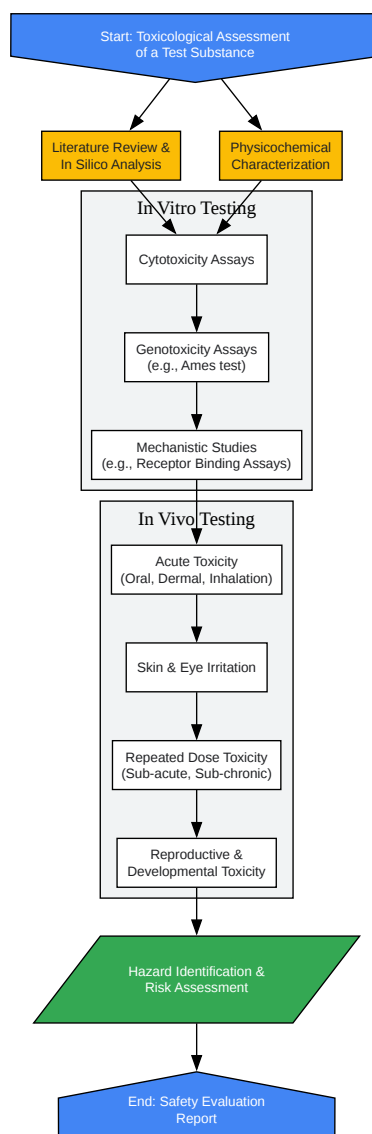 Start: Toxicological Assessment
of a Test Substance
Literature Review &
In Silico Analysis
Physicochemical
Characterization
In Vitro Testing
Cytotoxicity Assays
Genotoxicity Assays
(e.g., Ames test)
Mechanistic Studies
(e.g., Receptor Binding Assays)
In Vivo Testing
Acute Toxicity
(Oral, Dermal, Inhalation)
Skin & Eye Irritation
Repeated Dose Toxicity
(Sub-acute, Sub-chronic)
Reproductive &
Developmental Toxicity
Hazard Identification &
Risk Assessment
End: Safety Evaluation
Report